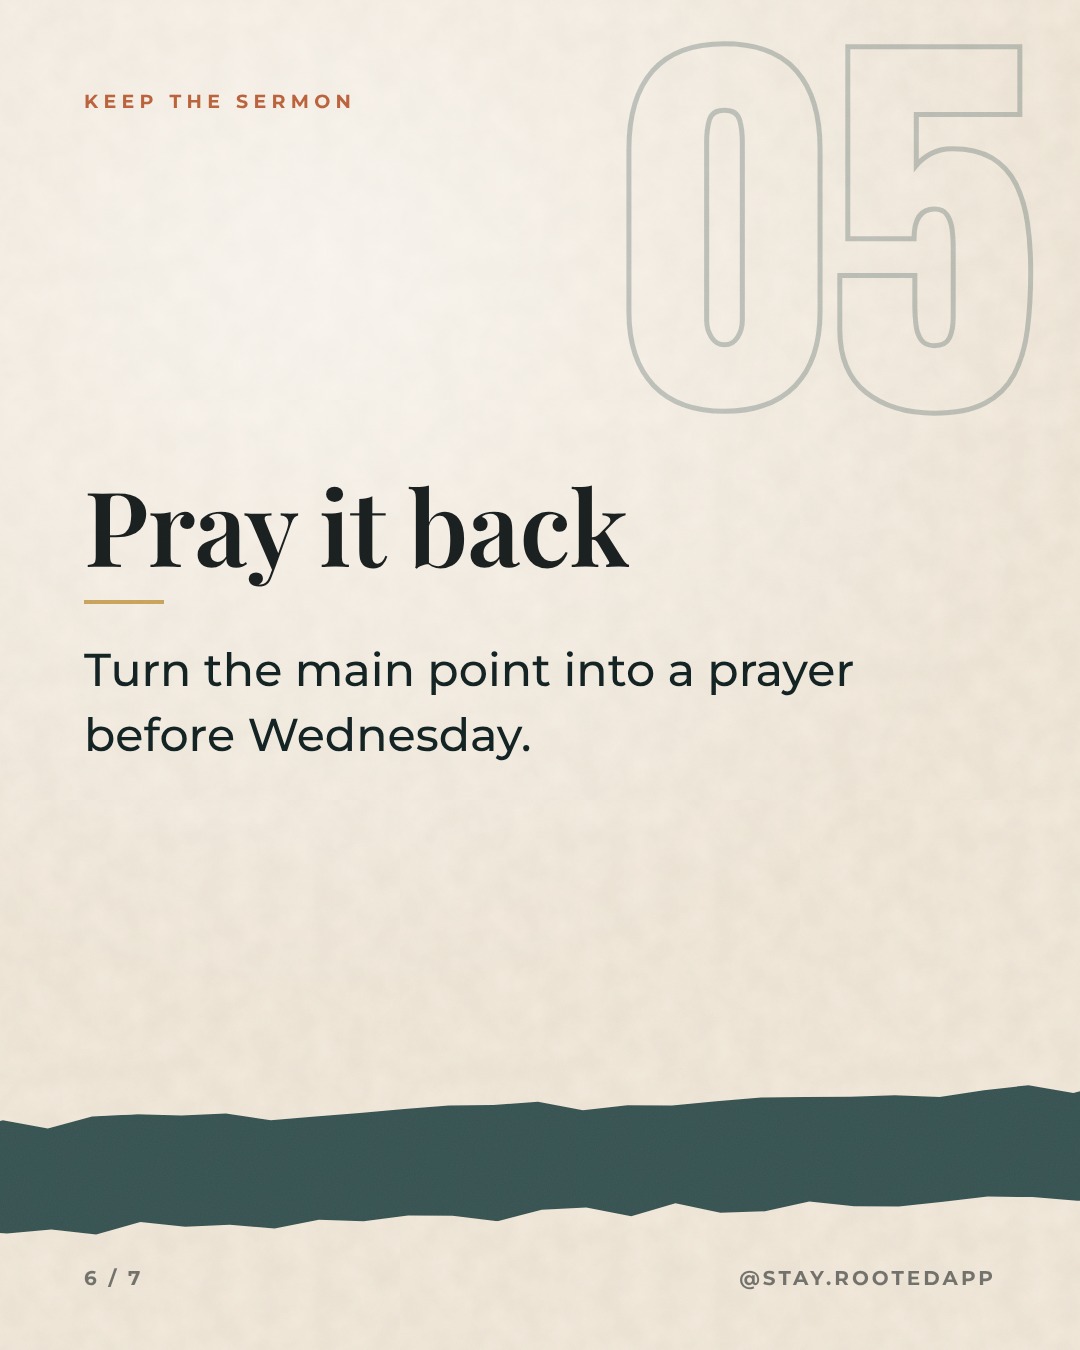 KEEP THE SERMON
05
Pray it back
Turn the main point into a prayer
before Wednesday.
6 / 7
@STAY.ROOTEDAPP